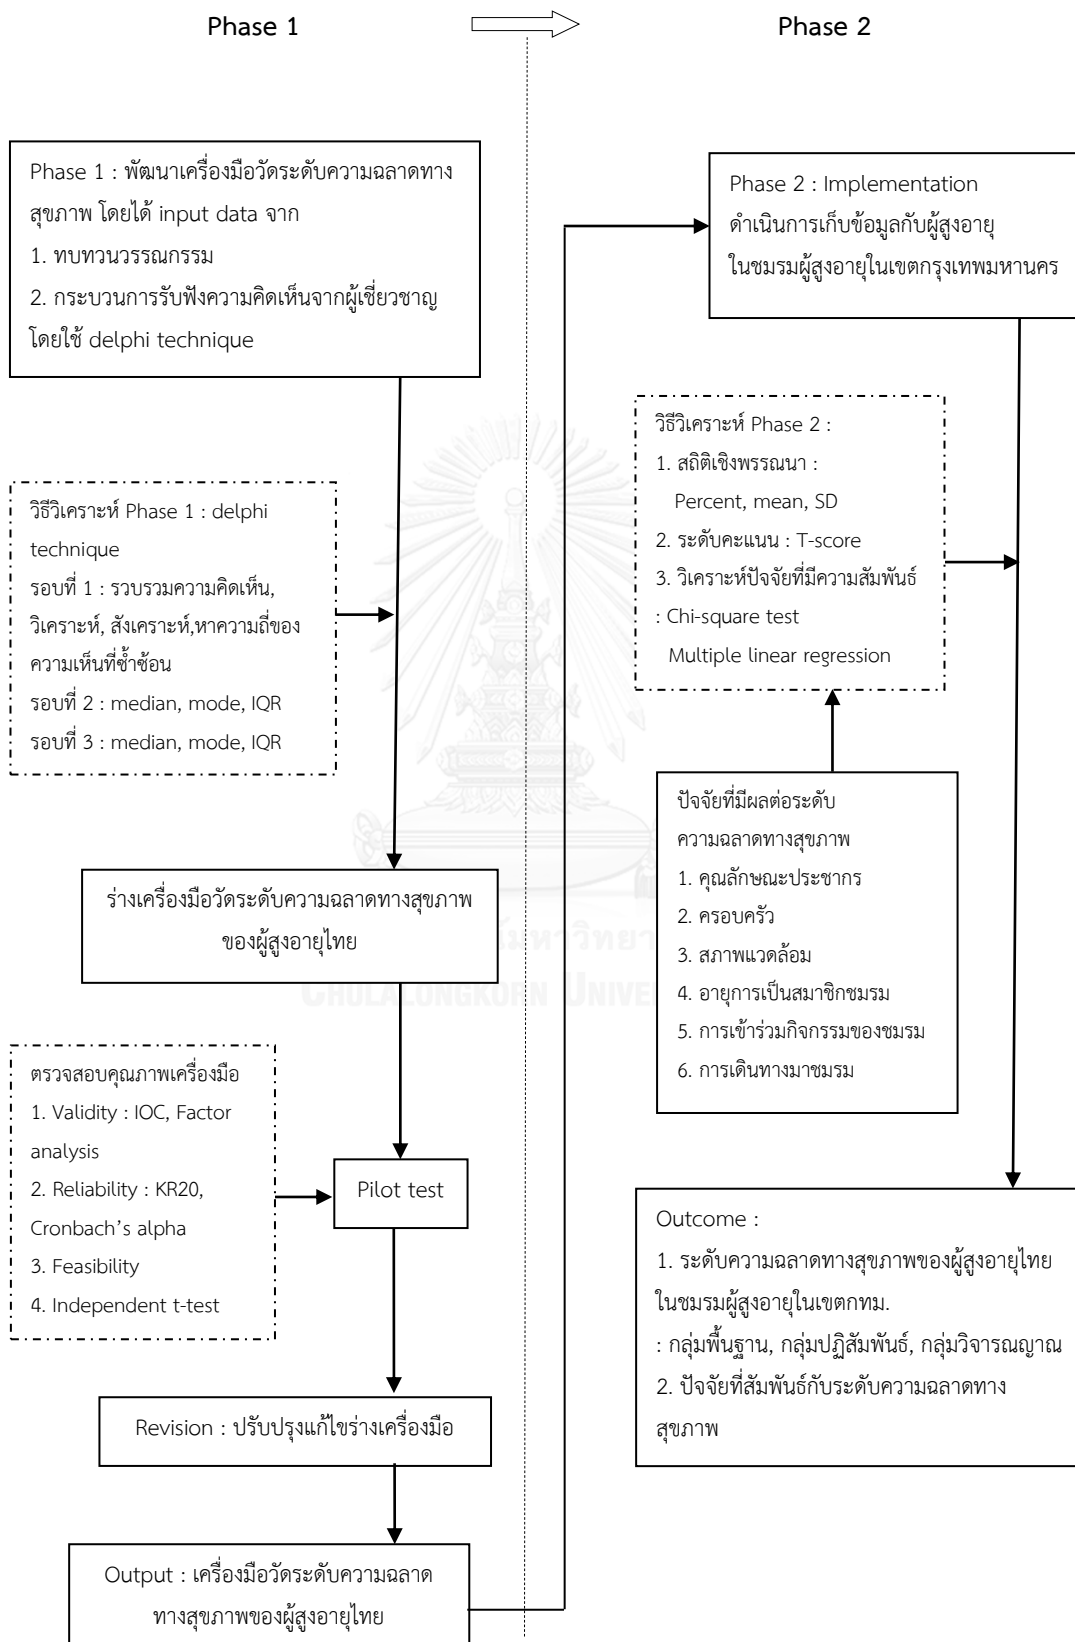 Phase 1
Phase 2
Phase 1 : พัฒนาเครื่องมือวัดระดับความฉลาดทาง
สุขภาพ โดยได้ input data จาก
1. ทบทวนวรรณกรรม
2. กระบวนการรับฟังความคิดเห็นจากผู้เชี่ยวชาญ
โดยใช้ delphi technique
วิธีวิเคราะห์ Phase 1 : delphi
technique
รอบที่ 1 : รวบรวมความคิดเห็น,
วิเคราะห์, สังเคราะห์,หาความถี่ของ
ความเห็นที่ซ้ำซ้อน
รอบที่ 2 : median, mode, IQR
รอบที่ 3 : median, mode, IQR
ร่างเครื่องมือวัดระดับความฉลาดทางสุขภาพ
ของผู้สูงอายุไทย
ตรวจสอบคุณภาพเครื่องมือ
1. Validity : IOC, Factor
analysis
2. Reliability : KR20,
Cronbach’s alpha
3. Feasibility
4. Independent t-test
Pilot test
Revision : ปรับปรุงแก้ไขร่างเครื่องมือ
Output : เครื่องมือวัดระดับความฉลาด
ทางสุขภาพของผู้สูงอายุไทย
Phase 2 : Implementation
ดำเนินการเก็บข้อมูลกับผู้สูงอายุ
ในชมรมผู้สูงอายุในเขตกรุงเทพมหานคร
วิธีวิเคราะห์ Phase 2 :
1. สถิติเชิงพรรณนา :
Percent, mean, SD
2. ระดับคะแนน : T-score
3. วิเคราะห์ปัจจัยที่มีความสัมพันธ์
: Chi-square test
Multiple linear regression
ปัจจัยที่มีผลต่อระดับ
ความฉลาดทางสุขภาพ
1. คุณลักษณะประชากร
2. ครอบครัว
3. สภาพแวดล้อม
4. อายุการเป็นสมาชิกชมรม
5. การเข้าร่วมกิจกรรมของชมรม
6. การเดินทางมาชมรม
Outcome :
1. ระดับความฉลาดทางสุขภาพของผู้สูงอายุไทย
ในชมรมผู้สูงอายุในเขตกทม.
: กลุ่มพื้นฐาน, กลุ่มปฏิสัมพันธ์, กลุ่มวิจารณญาณ
2. ปัจจัยที่สัมพันธ์กับระดับความฉลาดทาง
สุขภาพ
CHULALONGKORN